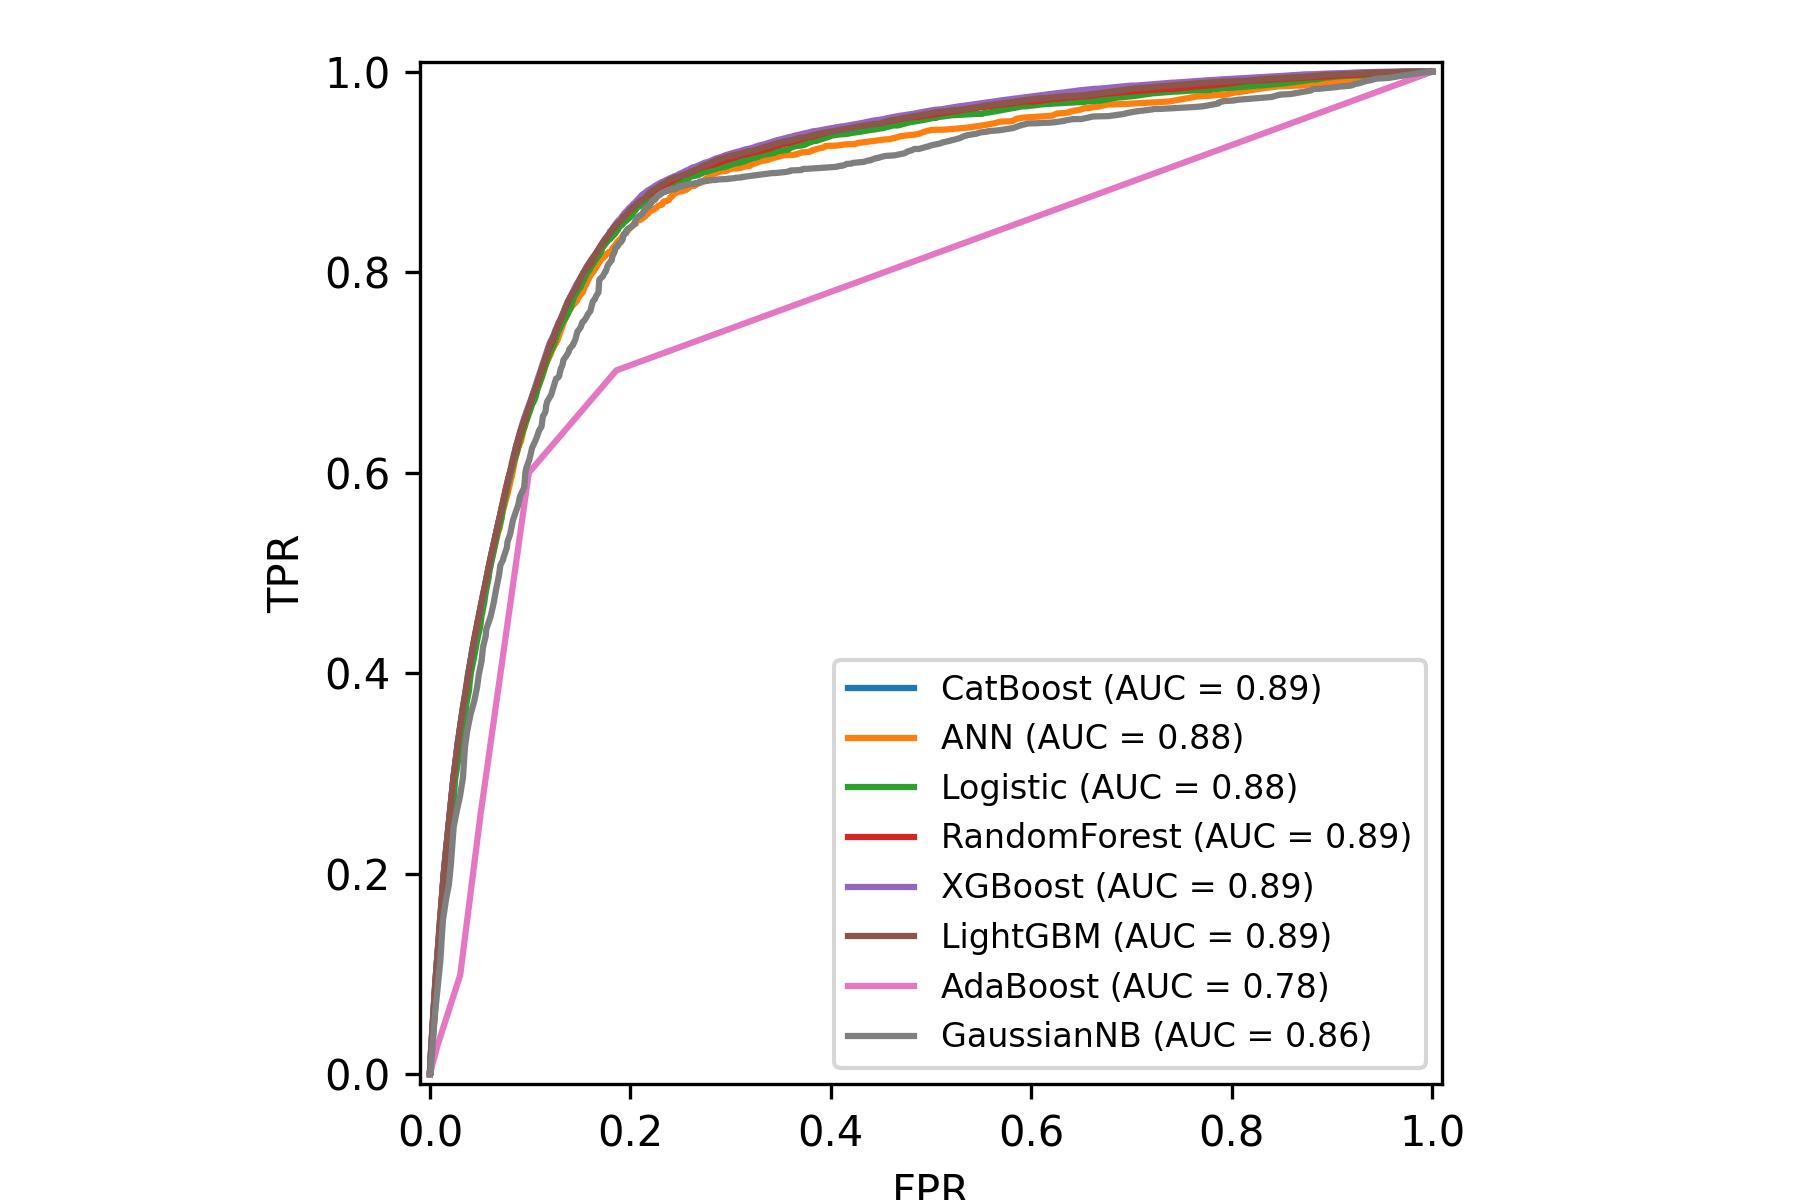 1.0
0.8
0.6
0.4
0.2
0.0
TPR
CatBoost (AUC = 0.89)
ANN (AUC = 0.88)
Logistic (AUC = 0.88)
RandomForest (AUC = 0.89)
XGBoost (AUC = 0.89)
LightGBM (AUC = 0.89)
AdaBoost (AUC = 0.78)
GaussianNB (AUC = 0.86)
0.0 0.2 0.4 0.6 0.8 1.0
FPR